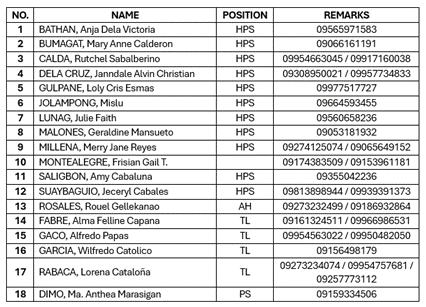 NO. NAME POSITION REMARKS
1 BATHAN, Anja Dela Victoria HPS 09565971583
2 BUMAGAT, Mary Anne Calderon HPS 09066161191
3 CALDA, Rutchel Sabalberino HPS 09954663045 / 09917160038
4 DELA CRUZ, Janndale Alvin Christian HPS 09308950021 / 09957734833
5 GULPANE, Loly Cris Esmas HPS 09977517727
6 JOLAMPONG, Mislu HPS 09664593455
7 LUNAG, Julie Faith HPS 09560658236
8 MALONES, Geraldine Mansueto HPS 09053181932
9 MILLENA, Merry Jane Reyes HPS 09274125074 / 09065649152
10 MONTEALEGRE, Frisian Gail T. 09174383509 / 09153961181
11 SALIGBON, Amy Cabaluna HPS 09355042236
12 SUAYBAGUIO, Jeceryl Cabales HPS 09813898944 / 09939391373
13 ROSALES, Rouel Gellekanao AH 09273232499 / 09186932864
14 FABRE, Alma Felline Capana TL 09161324511 / 09966986531
15 GACO, Alfredo Papas TL 09954563022 / 09950482050
16 GARCIA, Wilfredo Catolico TL 09156498179
17 RABACA, Lorena Cataloña TL 09273234074 / 09954757681 /
09257773112
18 DIMO, Ma. Anthea Marasigan PS 09159334506